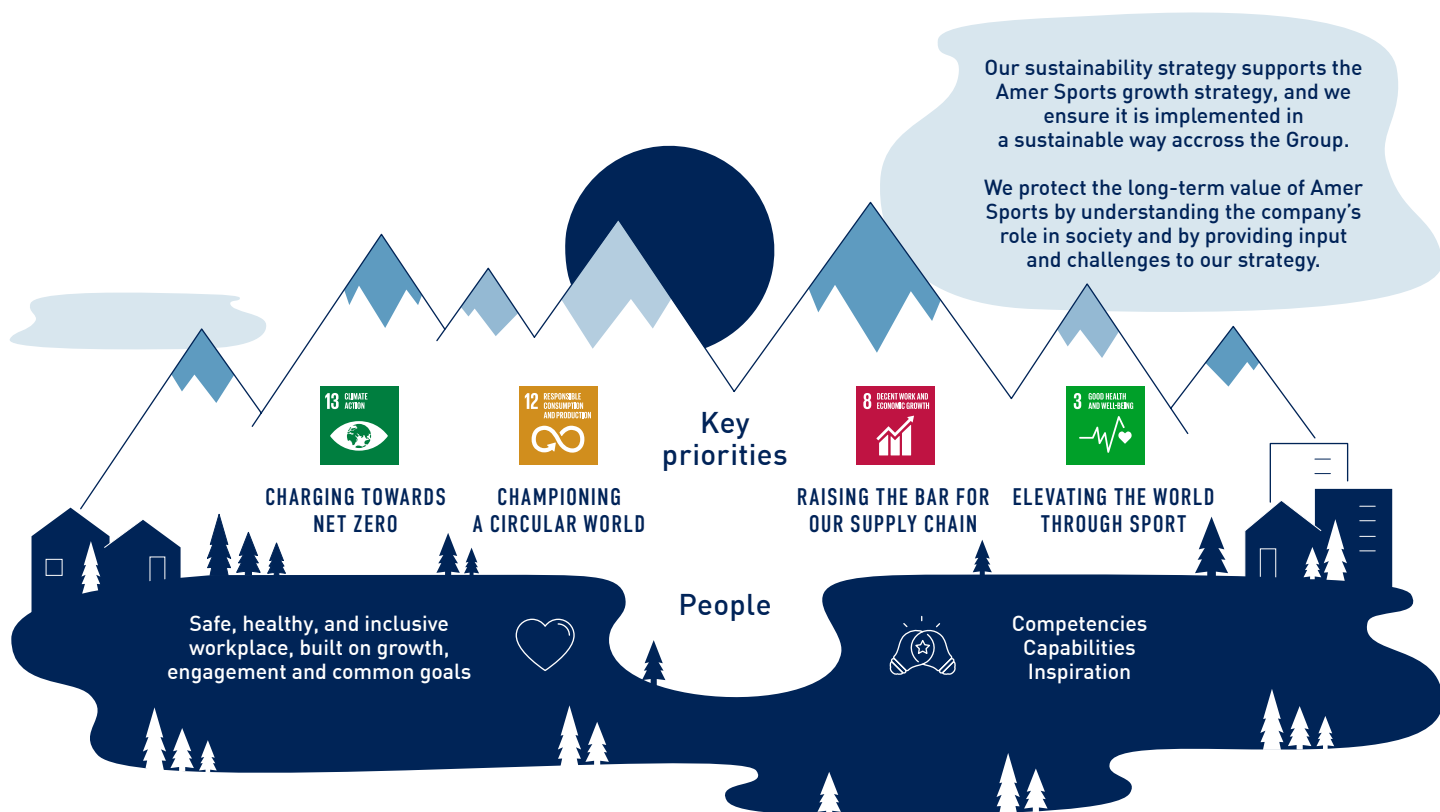 Our sustainability strategy supports the
Amer Sports growth strategy, and we
ensure it is implemented in
a sustainable way accross the Group.
We protect the long-term value of Amer
Sports by understanding the company's
role in society and by providing input
and challenges to our strategy.
13 CLIMATE
ACTION
12 RESPONSIBLE
CONSUMPTION
AND PRODUCTION
Key
priorities
8 DECENT WORK AND
ECONOMIC GROWTH
3 GOOD HEALTH
AND WELL-BEING
CHARGING TOWARDS
NET ZERO
CHAMPIONING
A CIRCULAR WORLD
RAISING THE BAR FOR
OUR SUPPLY CHAIN
ELEVATING THE WORLD
THROUGH SPORT
People
Safe, healthy, and inclusive
workplace, built on growth,
engagement and common goals
Competencies
Capabilities
Inspiration